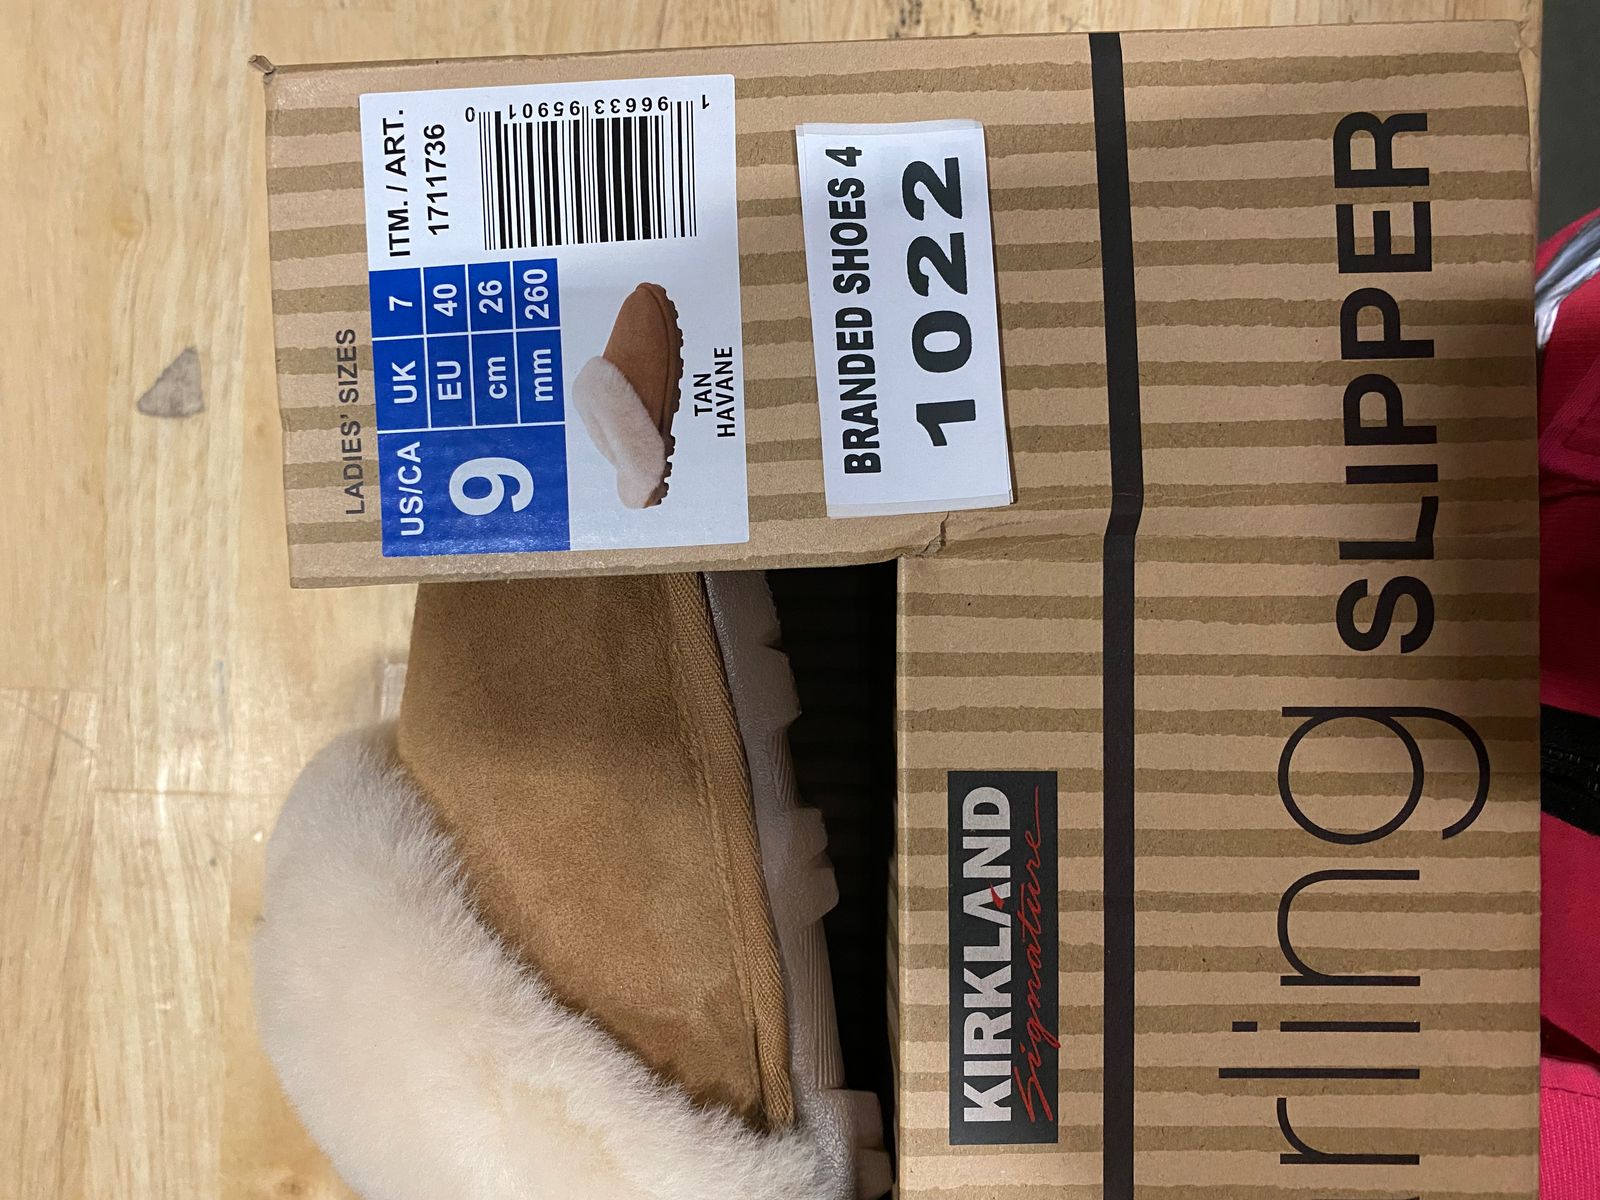 LADIES' SIZES
US/CA
9
UK 7
EU 40
cm 26
mm 260
ITM. / ART.
1711736
1 96633 95901 0
TAN
HAVANE
BRANDED SHOES 4
1022
KIRKLAND
Signature
rling SLIPPER